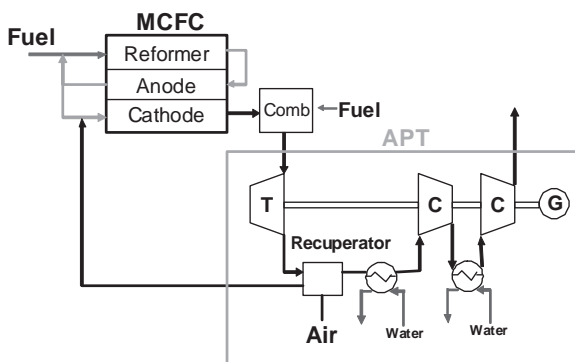 MCFC
Fuel
Reformer
Anode
Cathode
Comb
Fuel
APT
T
C
C
G
Recuperator
Air
Water
Water